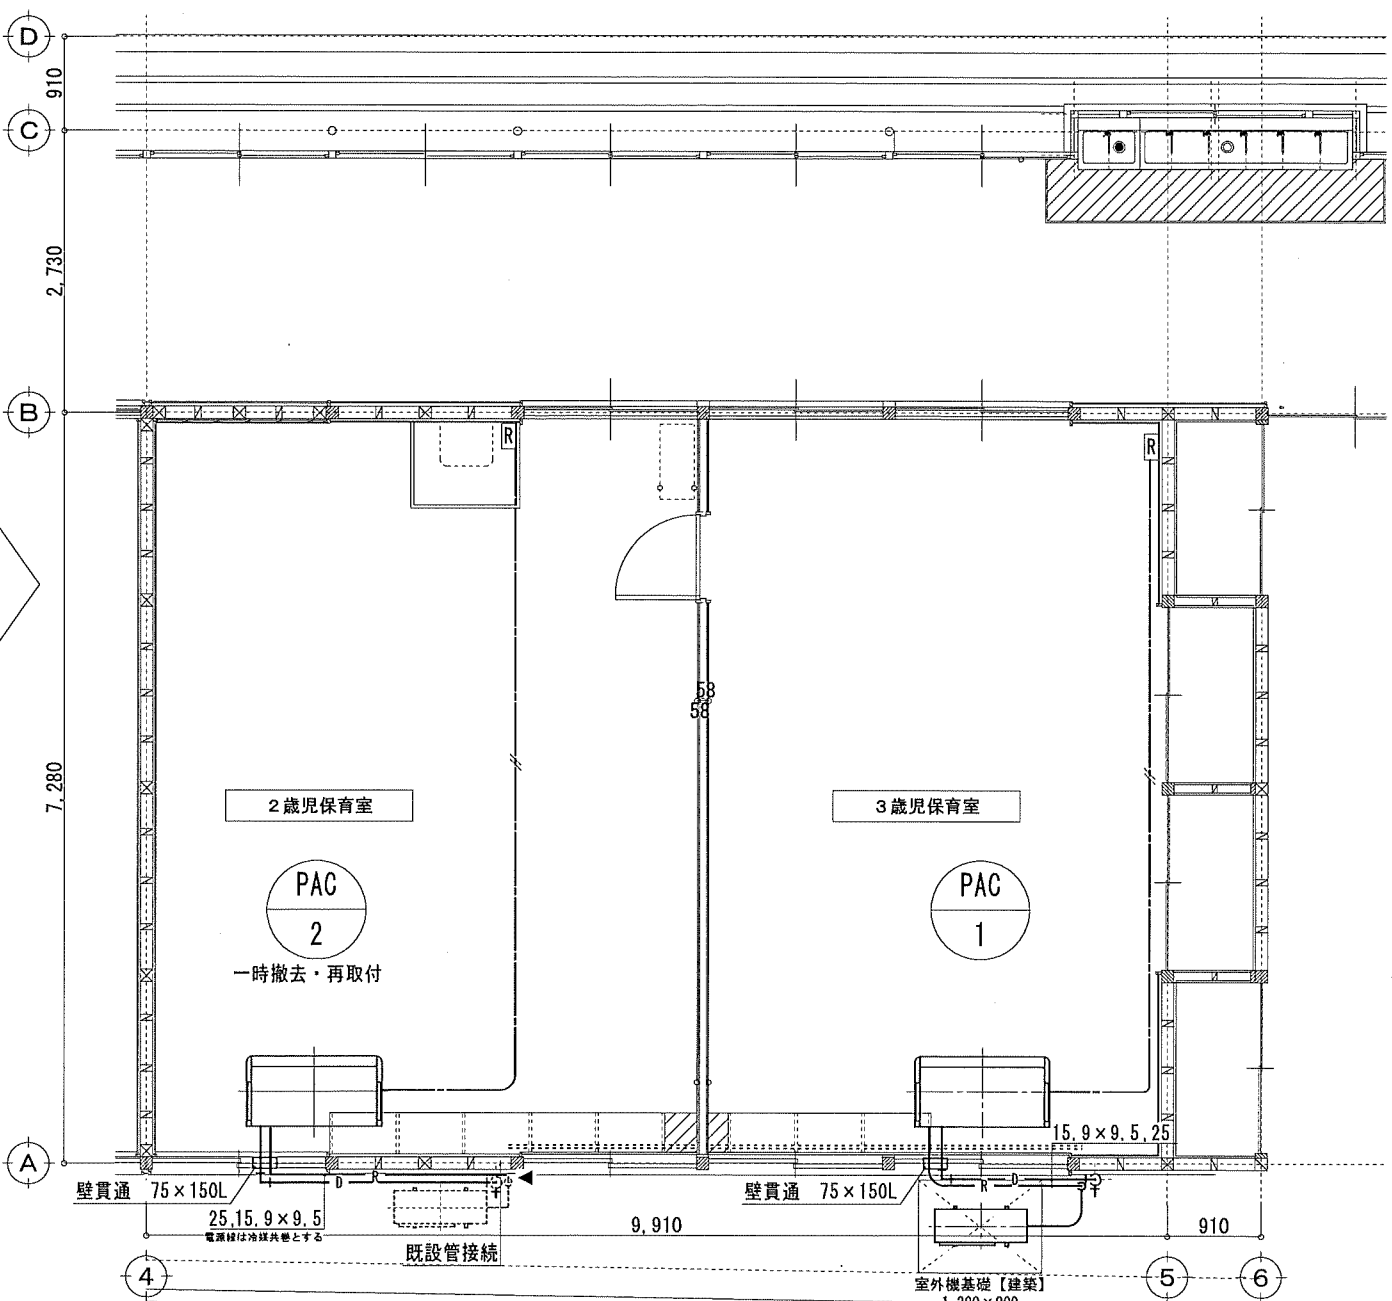 D
910
C
2,730
B
R
R
58
58
7,280
2歳児保育室
3歳児保育室
PAC
2
一時撤去・再取付
PAC
1
15.9×9.5,25
A
壁貫通 75×150L
D
R
壁貫通 75×150L
D
R
25,15.9×9.5
電源線は冷媒共巻とする
9,910
910
既設管接続
4
5
6
室外機基礎【建築】